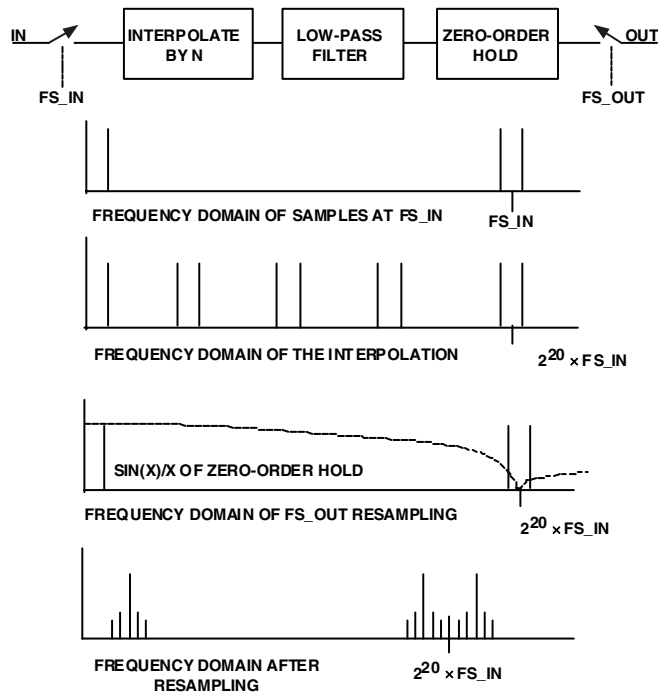 IN
INTERPOLATE
BY N
LOW-PASS
FILTER
ZERO-ORDER
HOLD
OUT
FS_IN
FS_OUT
FREQUENCY DOMAIN OF SAMPLES AT FS_IN
FS_IN
FREQUENCY DOMAIN OF THE INTERPOLATION
2²⁰ × FS_IN
SIN(X)/X OF ZERO-ORDER HOLD
FREQUENCY DOMAIN OF FS_OUT RESAMPLING
2²⁰ × FS_IN
FREQUENCY DOMAIN AFTER
RESAMPLING
2²⁰ × FS_IN